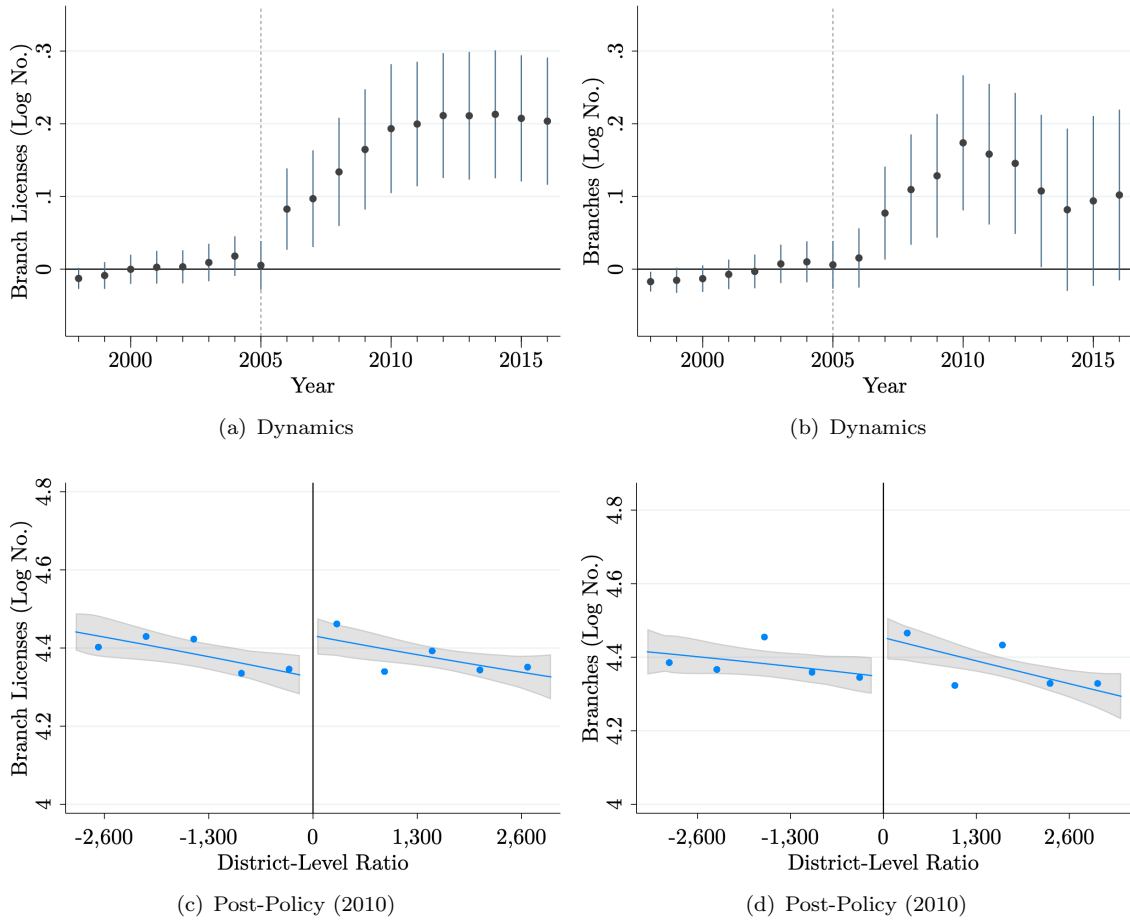 Branch Licenses (Log No.)
.3
.2
.1
0
2000 2005 2010 2015
Year
(a) Dynamics
Branches (Log No.)
.3
.2
.1
0
2000 2005 2010 2015
Year
(b) Dynamics
Branch Licenses (Log No.)
4.8
4.6
4.4
4.2
4
-2,600 -1,300 0 1,300 2,600
District-Level Ratio
(c) Post-Policy (2010)
Branches (Log No.)
4.8
4.6
4.4
4.2
4
-2,600 -1,300 0 1,300 2,600
District-Level Ratio
(d) Post-Policy (2010)